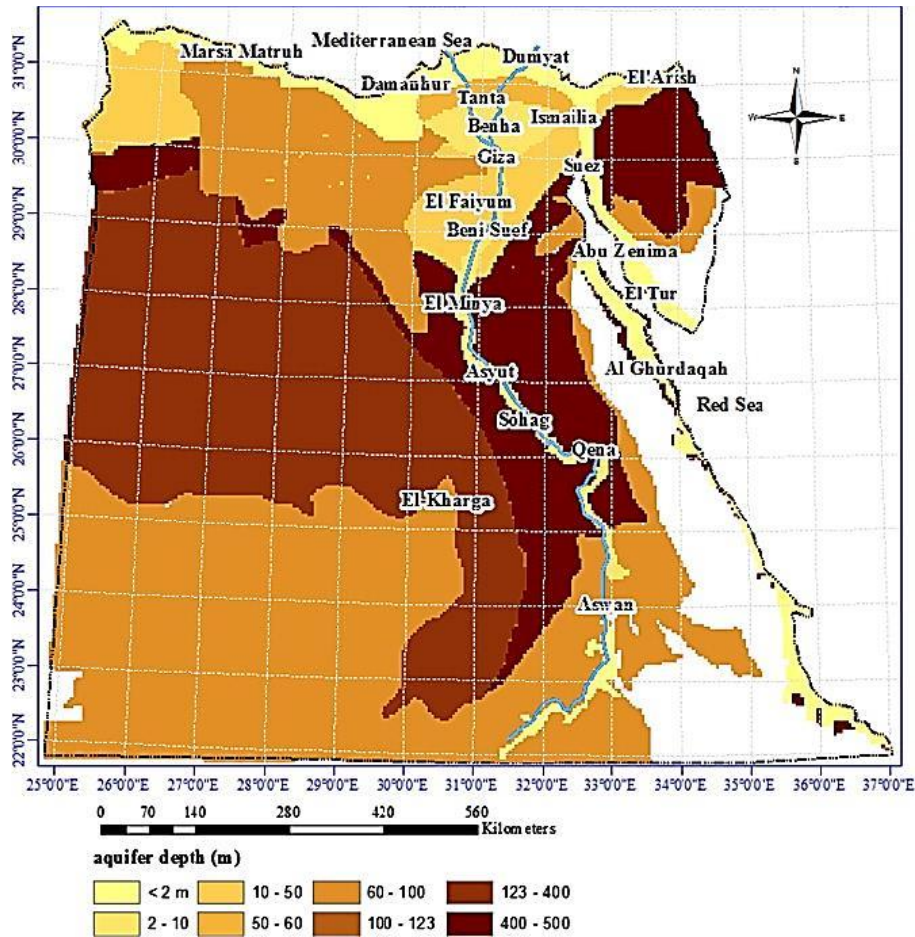 Mediterranean Sea
Marsa Matruh
Dumyat
Damanhur
El'Arish
Tanta
Ismailia
Benha
Giza
Suez
El Faiyum
Beni Suef
Abu Zenima
El Minya
El Tur
Asyut
Al Ghurdaqah
Sohag
Red Sea
Qena
El-Kharga
Aswan
N
W E
S
31°0'0"N
30°0'0"N
29°0'0"N
28°0'0"N
27°0'0"N
26°0'0"N
25°0'0"N
24°0'0"N
23°0'0"N
22°0'0"N
25°0'0"E 26°0'0"E 27°0'0"E 28°0'0"E 29°0'0"E 30°0'0"E 31°0'0"E 32°0'0"E 33°0'0"E 34°0'0"E 35°0'0"E 36°0'0"E 37°0'0"E
0 70 140 280 420 560
Kilometers
aquifer depth (m)
< 2 m 10 - 50 60 - 100 123 - 400
2 - 10 50 - 60 100 - 123 400 - 500